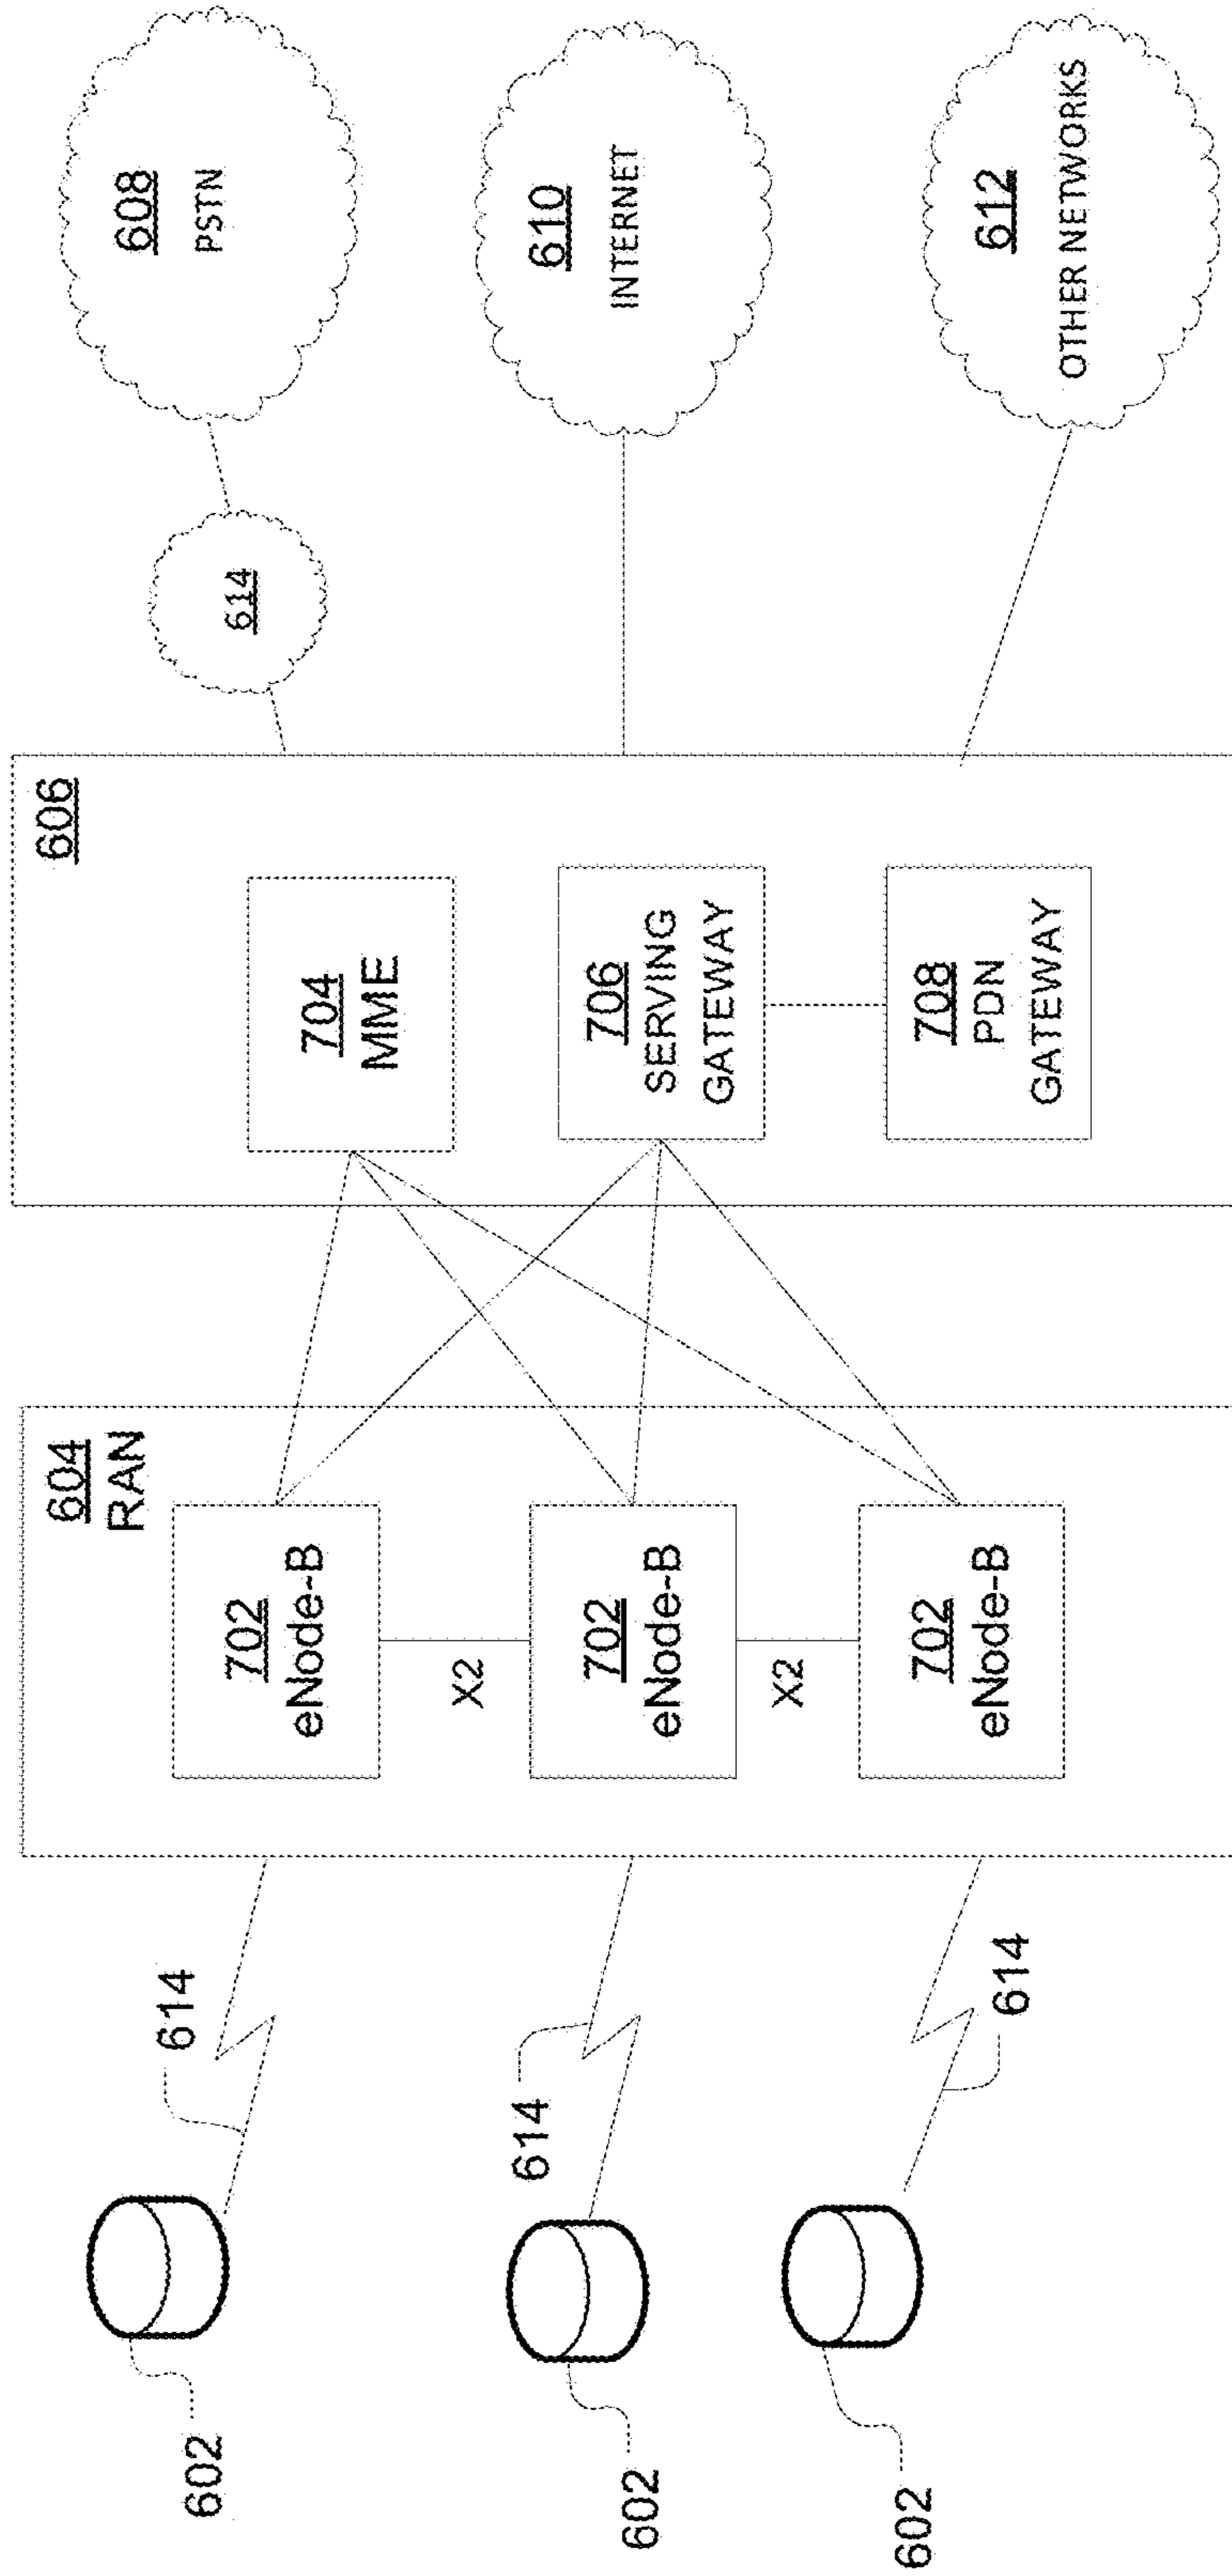 602
602
602
614
614
614
604
RAN
702
eNode-B
X2
702
eNode-B
X2
702
eNode-B
606
704
MME
706
SERVING
GATEWAY
708
PDN
GATEWAY
614
608
PSTN
610
INTERNET
612
OTHER NETWORKS